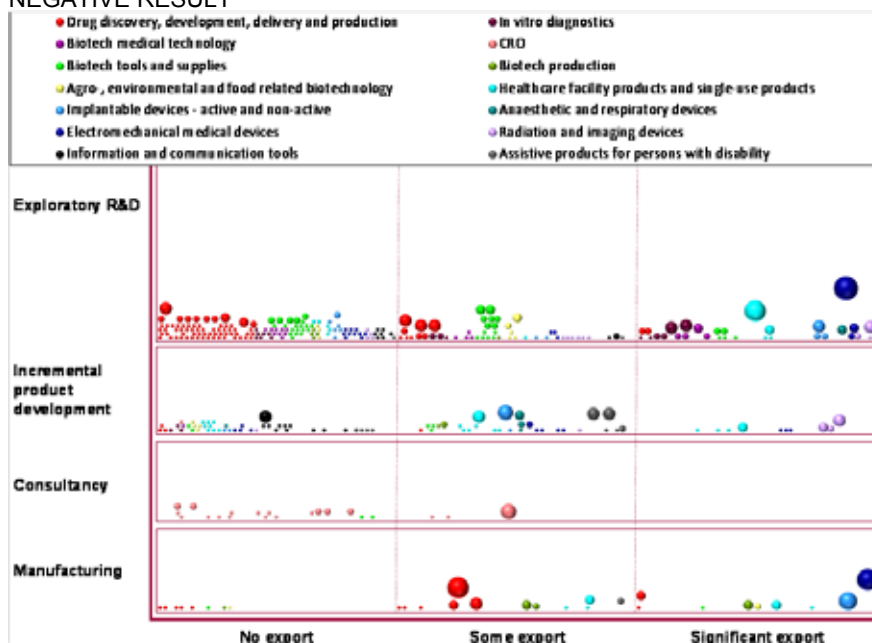 NEGATIVE RESULT
Drug discovery, development, delivery and production
In vitro diagnostics
Biotech medical technology
CRO
Biotech tools and supplies
Biotech production
Agro-, environmental and food related biotechnology
Healthcare facility products and single-use products
Implantable devices - active and non-active
Anaesthetic and respiratory devices
Electromechanical medical devices
Radiation and imaging devices
Information and communication tools
Assistive products for persons with disability
Exploratory R&D
Incremental
product
development
Consultancy
Manufacturing
No export Some export Significant export